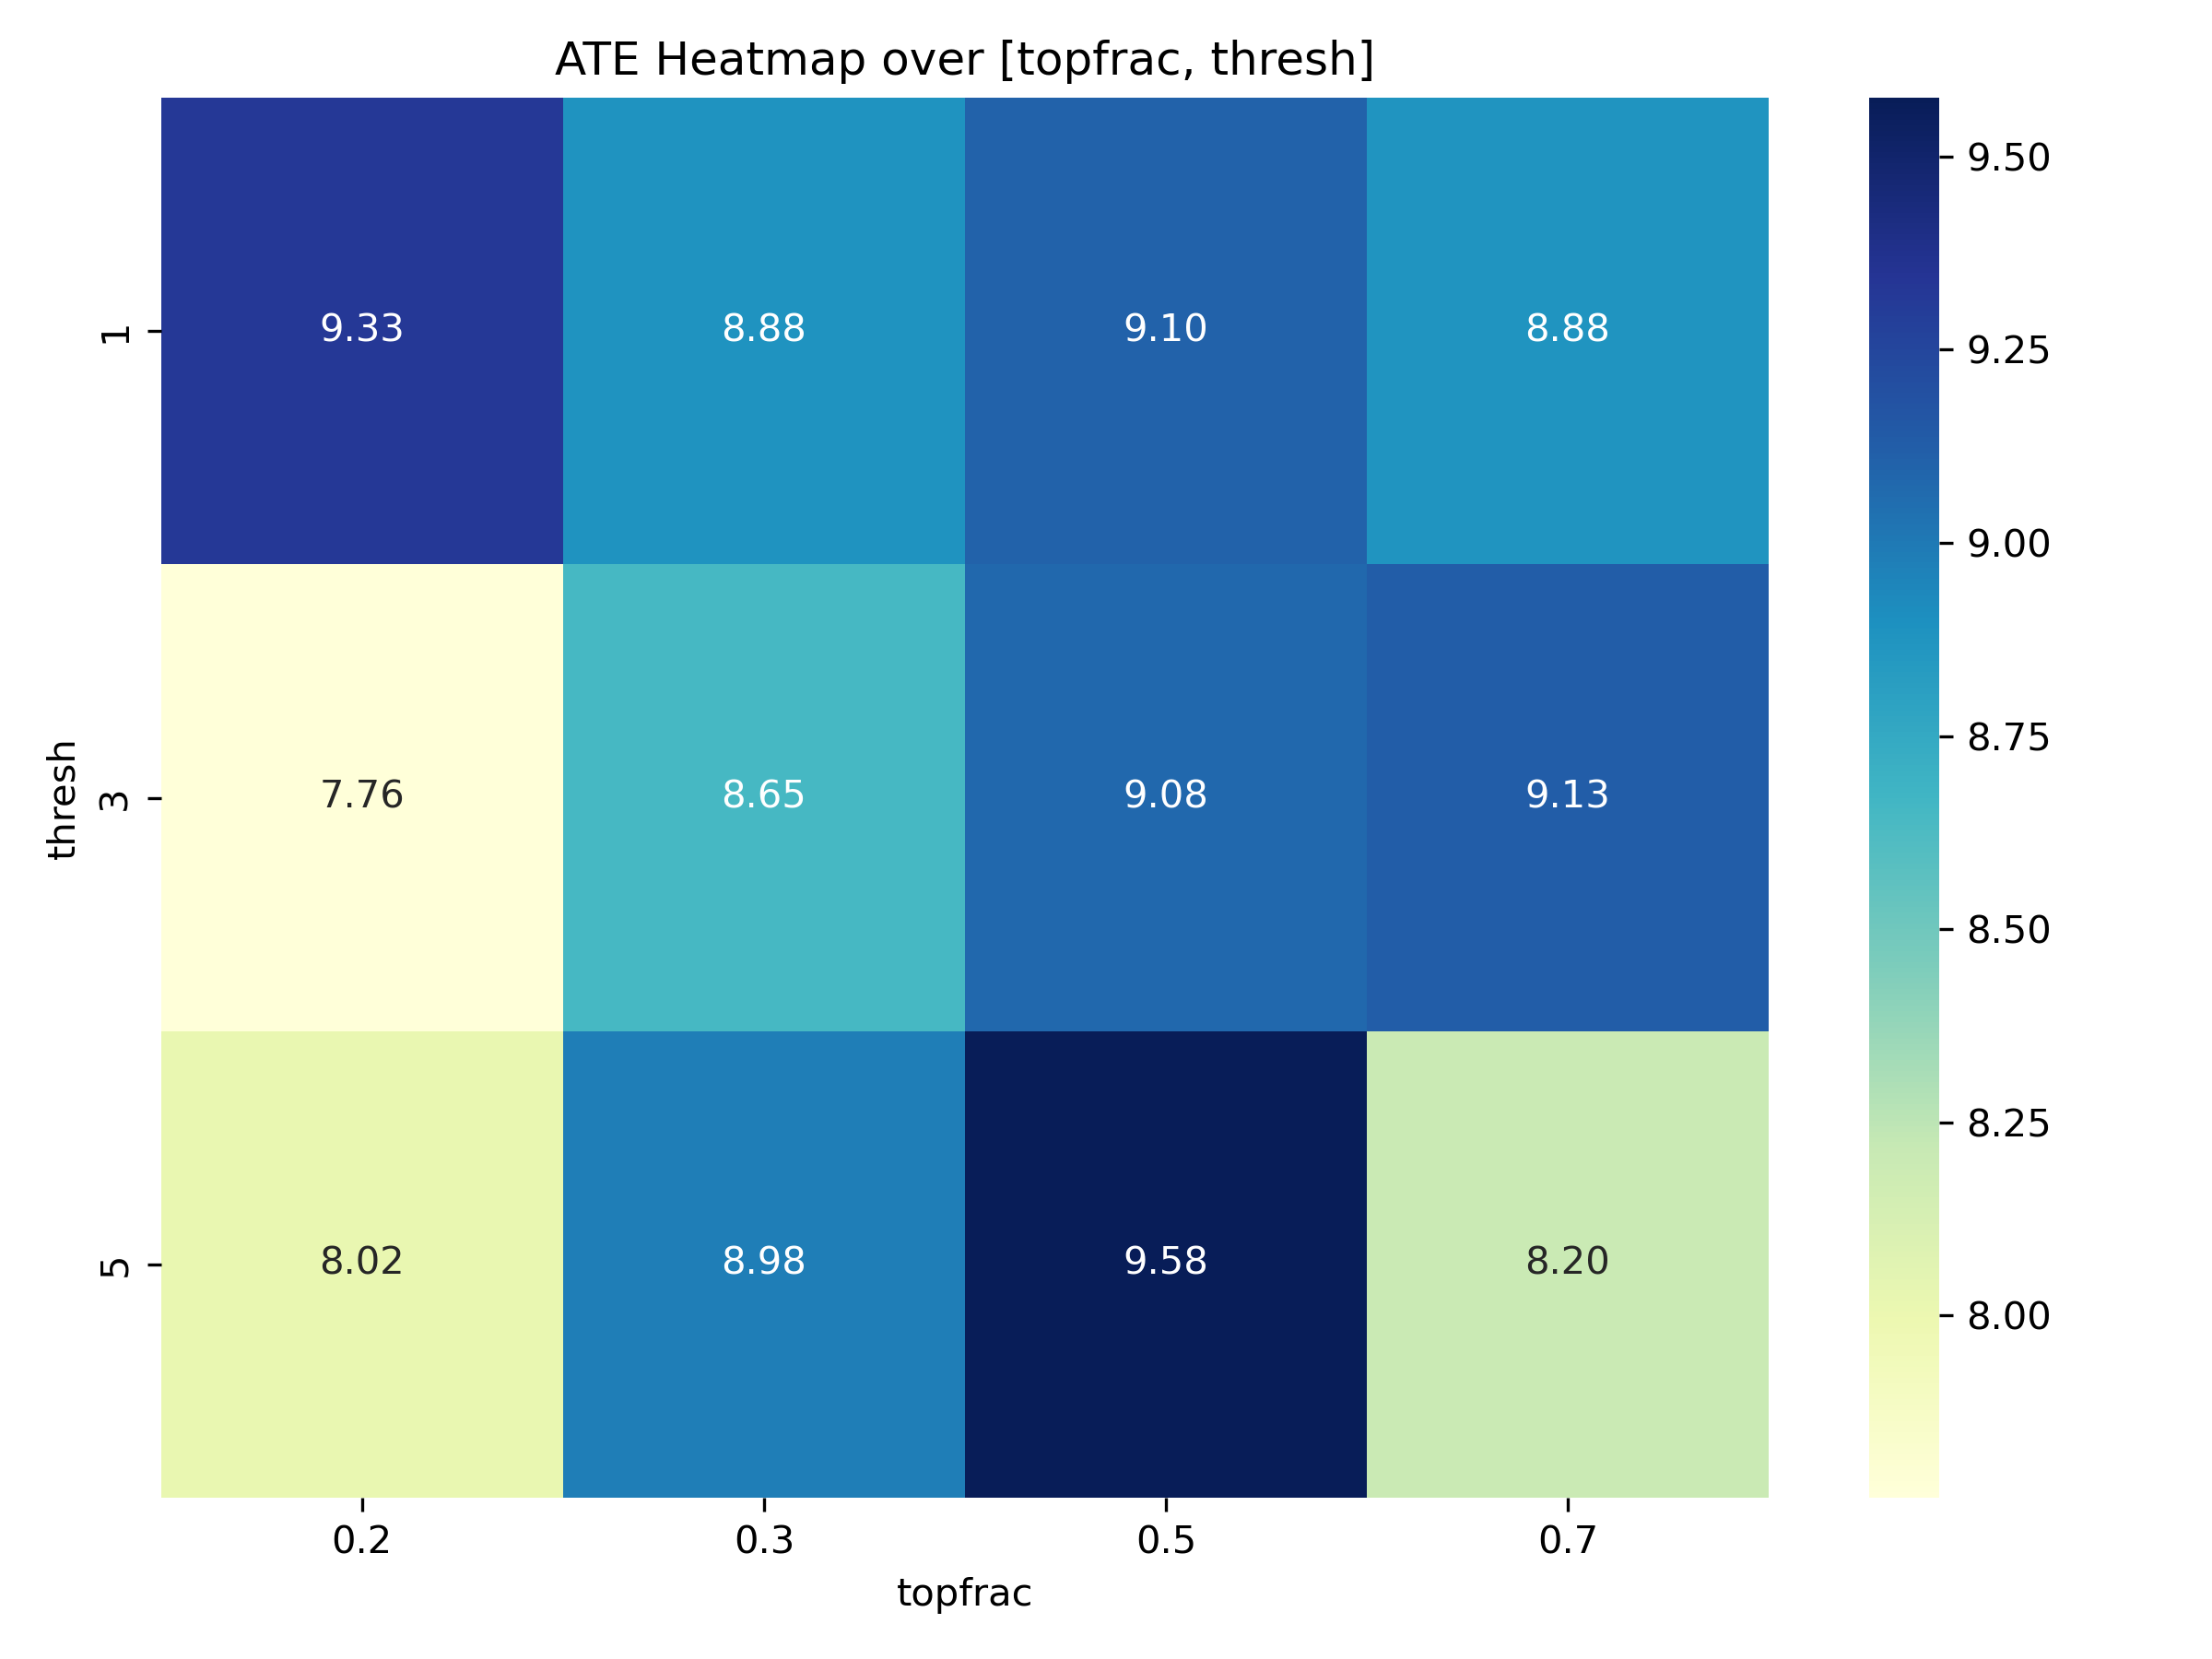 ATE Heatmap over [topfrac, thresh]
9.33 8.88 9.10 8.88
7.76 8.65 9.08 9.13
8.02 8.98 9.58 8.20
1
3
5
thresh
0.2 0.3 0.5 0.7
topfrac
9.50
9.25
9.00
8.75
8.50
8.25
8.00